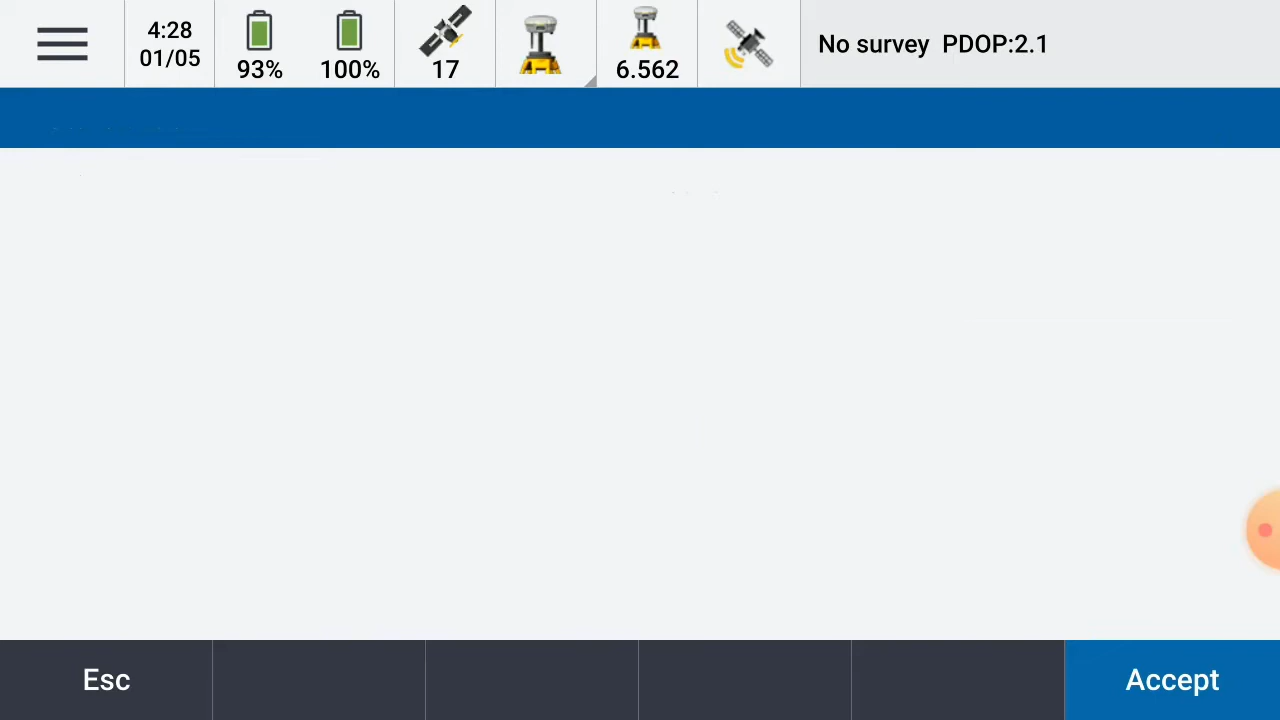 4:28
01/05
93%
100%
17
6.562
No survey PDOP:2.1
Esc
Accept